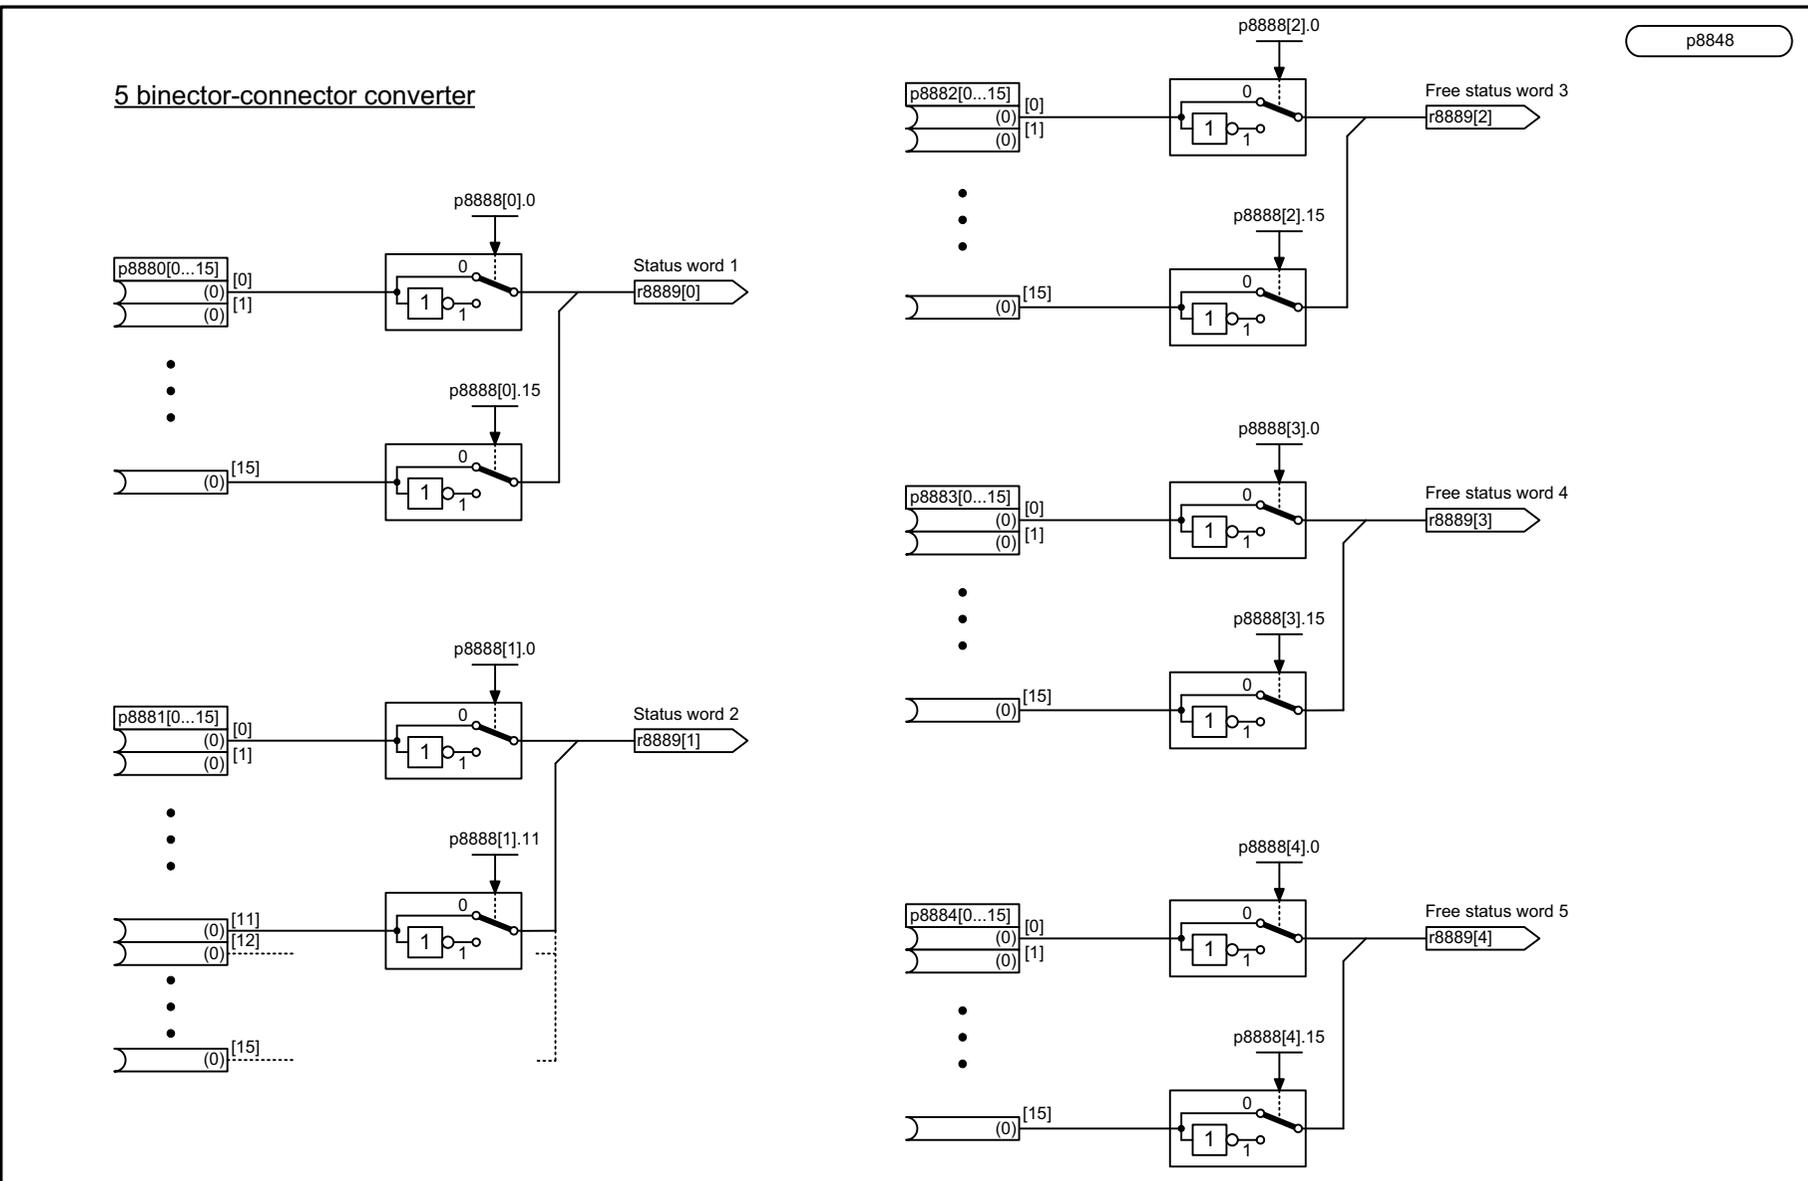 5 binector-connector converter
p8848
p8888[0].0
p8880[0...15]
[0]
(0)
[1]
(0)
0
1
1
Status word 1
r8889[0]
p8888[0].15
[15]
(0)
0
1
1
p8888[1].0
p8881[0...15]
[0]
(0)
[1]
(0)
0
1
1
Status word 2
r8889[1]
p8888[1].11
[11]
(0)
[12]
(0)
0
1
1
[15]
(0)
p8888[2].0
p8882[0...15]
[0]
(0)
[1]
(0)
0
1
1
Free status word 3
r8889[2]
p8888[2].15
[15]
(0)
0
1
1
p8888[3].0
p8883[0...15]
[0]
(0)
[1]
(0)
0
1
1
Free status word 4
r8889[3]
p8888[3].15
[15]
(0)
0
1
1
p8888[4].0
p8884[0...15]
[0]
(0)
[1]
(0)
0
1
1
Free status word 5
r8889[4]
p8888[4].15
[15]
(0)
0
1
1